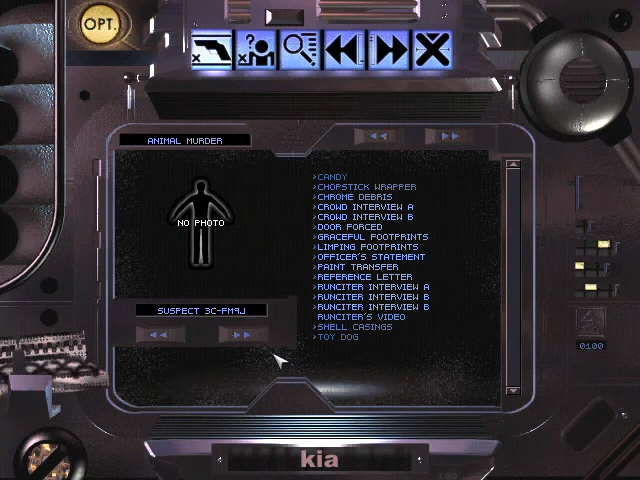 OPT.
?
x
x
ANIMAL MURDER
NO PHOTO
SUSPECT 3C-FM9J
>CANDY
>CHOPSTICK WRAPPER
>CHROME DEBRIS
>CROWD INTERVIEW A
>CROWD INTERVIEW B
>DOOR FORCED
>GRACEFUL FOOTPRINTS
>LIMPING FOOTPRINTS
>OFFICER'S STATEMENT
>PAINT TRANSFER
>REFERENCE LETTER
>RUNCITER INTERVIEW A
>RUNCITER INTERVIEW B
>RUNCITER INTERVIEW B
RUNCITER'S VIDEO
>SHELL CASINGS
>TOY DOG
0100
kia